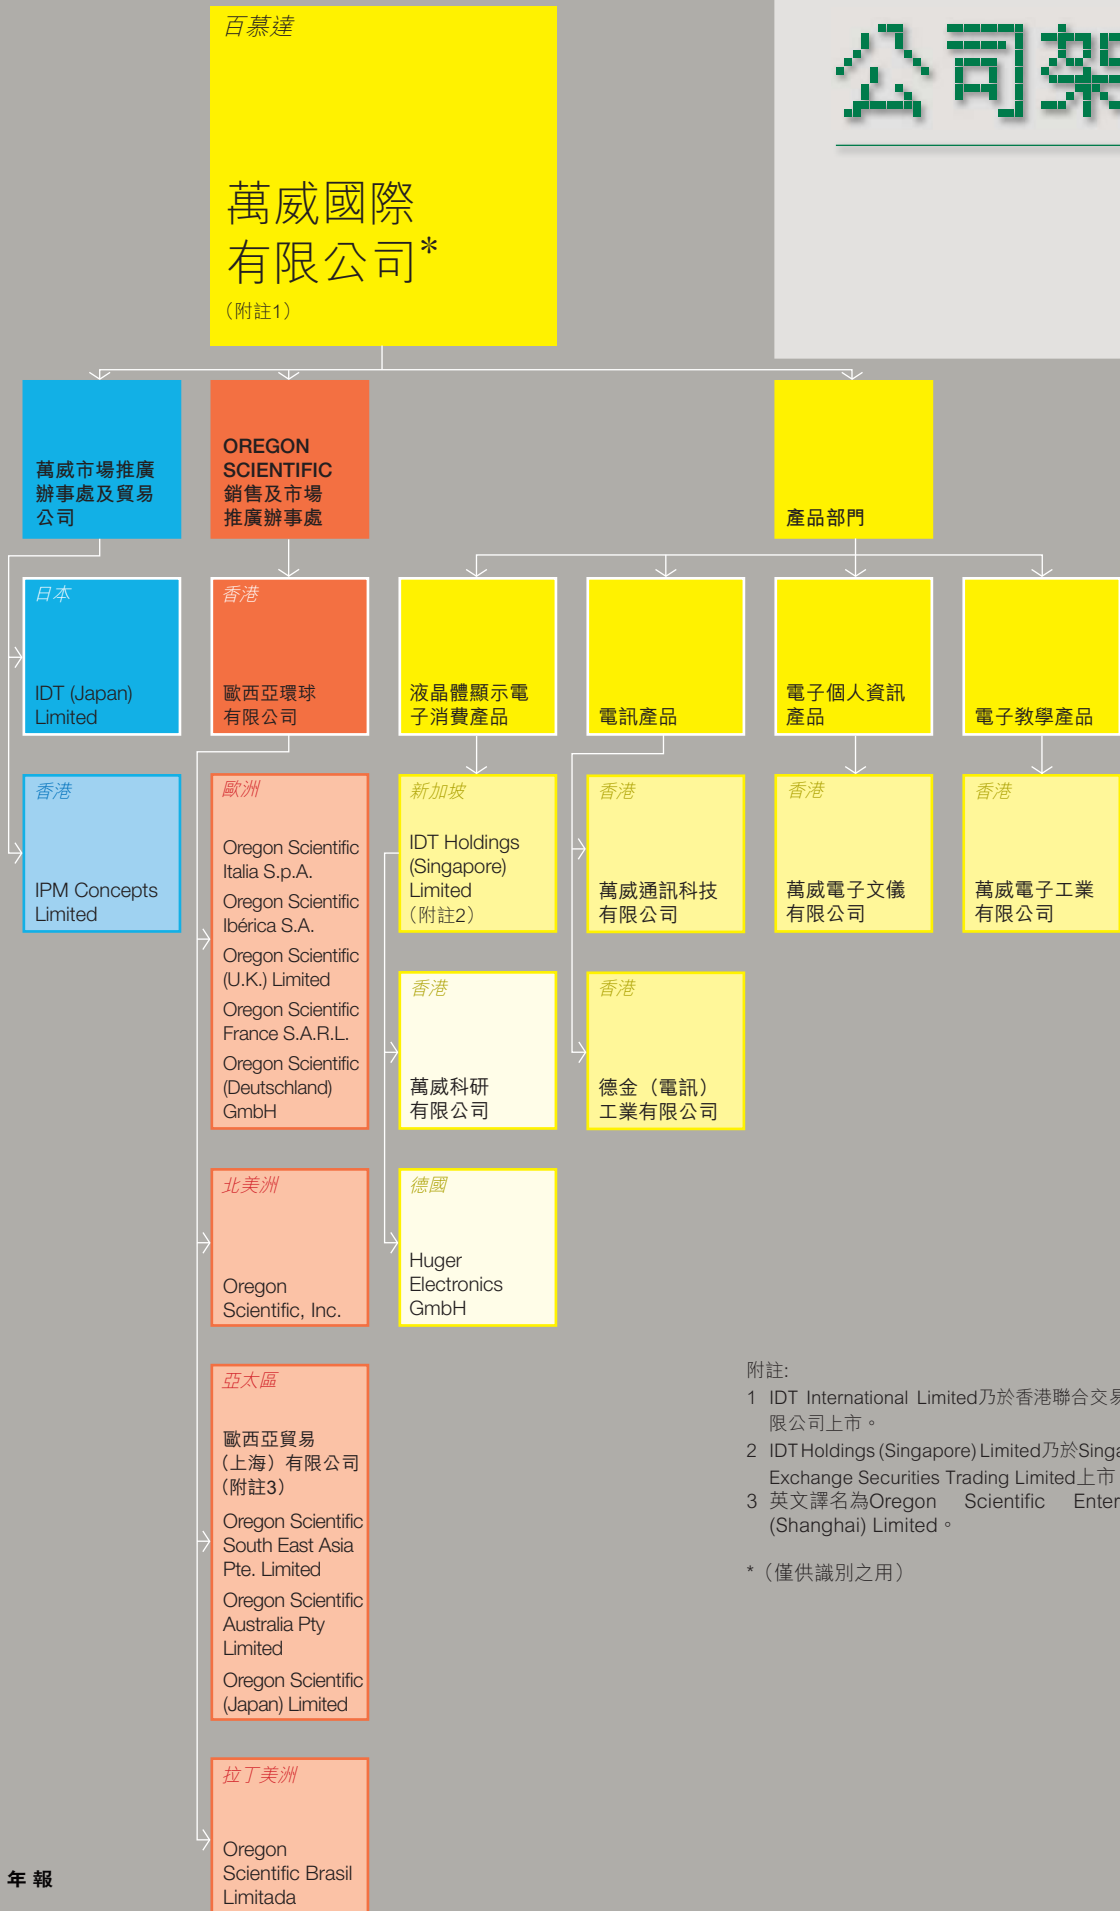 百慕達
公司架
萬威國際
有限公司*
（附註1）
萬威市場推廣
辦事處及貿易
公司
OREGON
SCIENTIFIC
銷售及市場
推廣辦事處
產品部門
日本
IDT (Japan)
Limited
香港
歐西亞環球
有限公司
液晶體顯示電
子消費產品
電訊產品
電子個人資訊
產品
電子教學產品
香港
IPM Concepts
Limited
歐洲
Oregon Scientific
Italia S.p.A.
Oregon Scientific
Ibérica S.A.
Oregon Scientific
(U.K.) Limited
Oregon Scientific
France S.A.R.L.
Oregon Scientific
(Deutschland)
GmbH
新加坡
IDT Holdings
(Singapore)
Limited
（附註2）
香港
萬威通訊科技
有限公司
香港
萬威電子文儀
有限公司
香港
萬威電子工業
有限公司
香港
萬威科研
有限公司
香港
德金（電訊）
工業有限公司
北美洲
Oregon
Scientific, Inc.
德國
Huger
Electronics
GmbH
亞太區
歐西亞貿易
（上海）有限公司
（附註3）
Oregon Scientific
South East Asia
Pte. Limited
Oregon Scientific
Australia Pty
Limited
Oregon Scientific
(Japan) Limited
拉丁美洲
Oregon
Scientific Brasil
Limitada
附註:
1 IDT International Limited乃於香港聯合交易
限公司上市。
2 IDT Holdings (Singapore) Limited乃於Singa
Exchange Securities Trading Limited上市
3 英文譯名為Oregon Scientific Enter
(Shanghai) Limited。
*（僅供識別之用）
年報